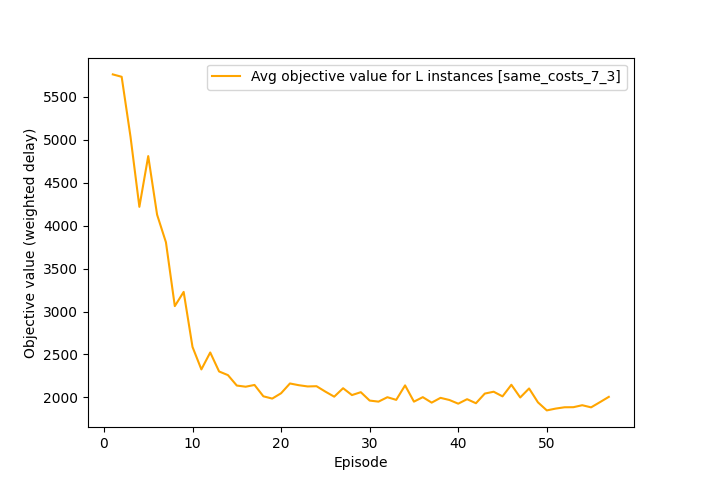 Avg objective value for L instances [same_costs_7_3]
5500
5000
4500
4000
3500
3000
2500
2000
Objective value (weighted delay)
0 10 20 30 40 50
Episode